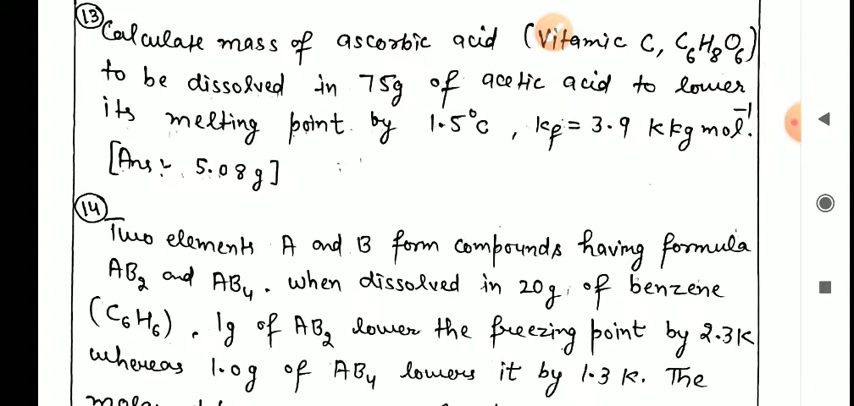 (13) Calculate mass of ascorbic acid (Vitamic C, C₆H₈O₆)
to be dissolved in 75g of acetic acid to lower
its melting point by 1.5°C, kf = 3.9 K kg mol⁻¹.
[Ans:- 5.08g]
(14) Two elements A and B form compounds having formula
AB₂ and AB₄. when dissolved in 20g. of benzene
(C₆H₆). 1g of AB₂ lower the freezing point by 2.3K
whereas 1.0g of AB₄ lowers it by 1.3 K. The